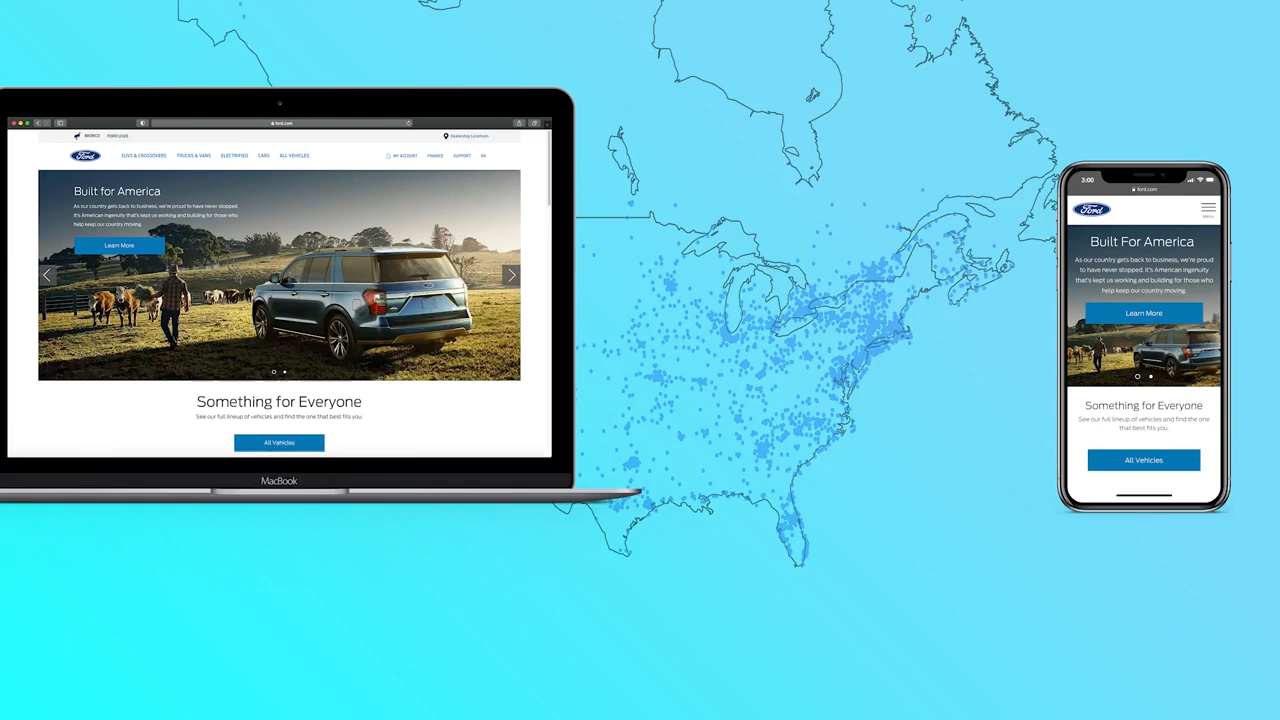 ford.com
BRONCO FORD USES
Dealership Locations
Ford
SUVS & CROSSOVERS TRUCKS & VANS ELECTRIFIED CARS ALL VEHICLES
MY ACCOUNT FINANCE SUPPORT EN
Built for America
As our country gets back to business, we're proud to have never stopped.
It's American ingenuity that's kept us working and building for those who
help keep our country moving.
Learn More
Something for Everyone
See our full lineup of vehicles and find the one that best fits you.
All Vehicles
MacBook
3:00
ford.com
Ford
Menu
Built For America
As our country gets back to business, we're proud
to have never stopped. It's American ingenuity
that's kept us working and building for those who
help keep our country moving.
Learn More
Something for Everyone
See our full lineup of vehicles and find the one
that best fits you.
All Vehicles